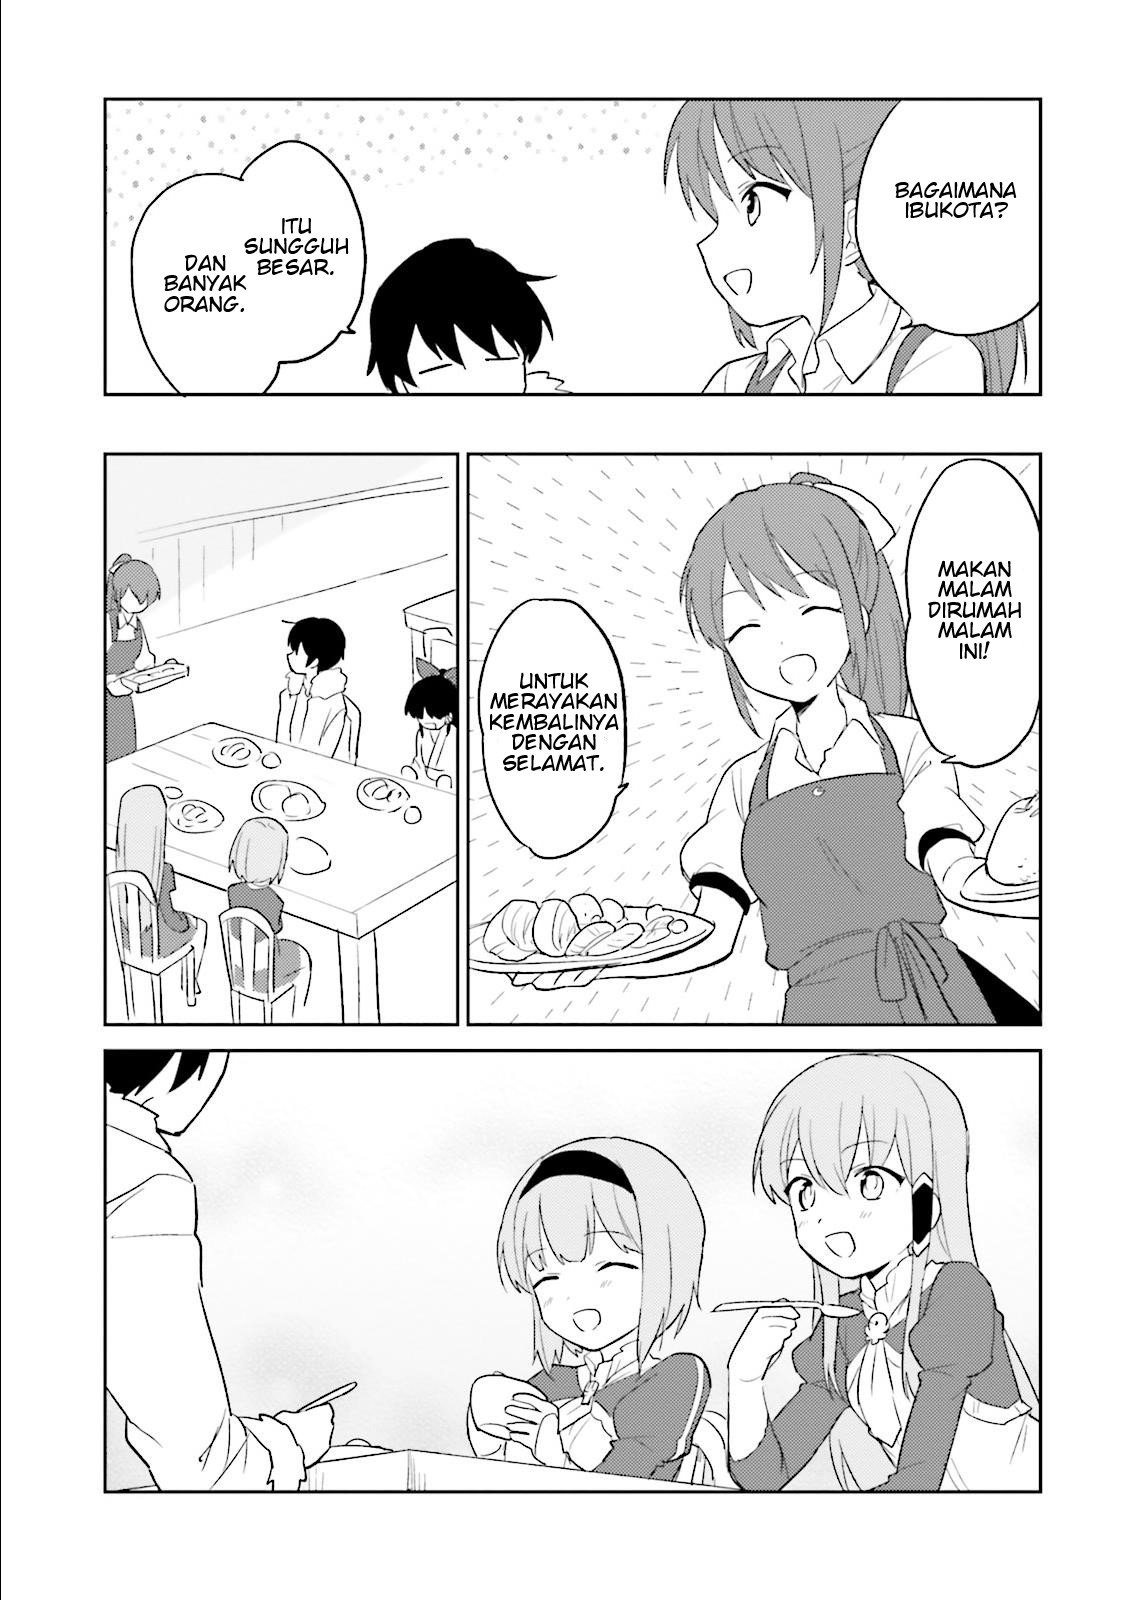 BAGAIMANA
IBUKOTA?
ITU
SUNGGUH
BESAR.
DAN
BANYAK
ORANG.
MAKAN
MALAM
DIRUMAH
MALAM
INI!
UNTUK
MERAYAKAN
KEMBALINYA
DENGAN
SELAMAT.